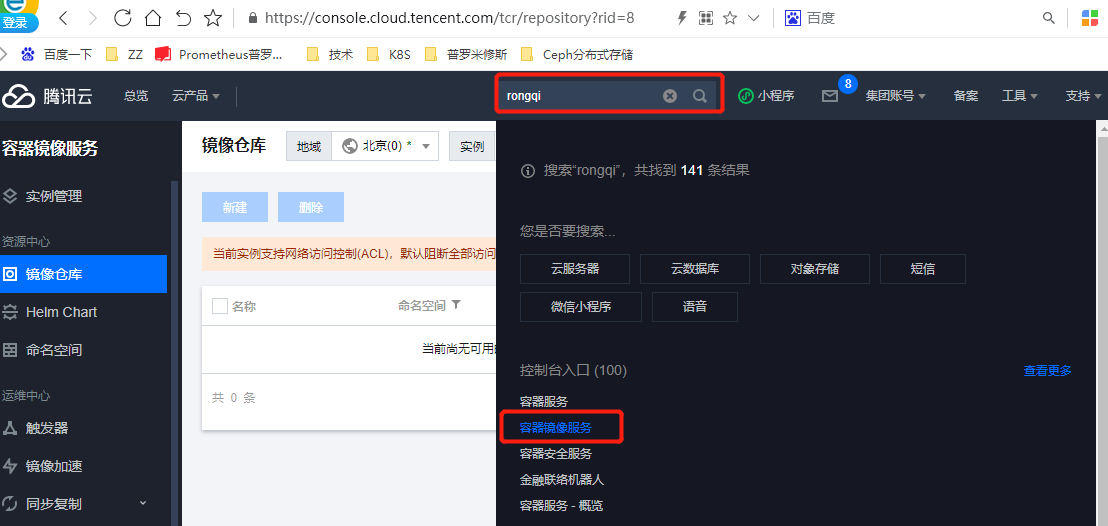 登录
https://console.cloud.tencent.com/tcr/repository?rid=8
百度
百度一下 ZZ Prometheus普罗... 技术 K8S 普罗米修斯 Ceph分布式存储
腾讯云 总览 云产品 rongqi 小程序 8 集团账号 备案 工具 支持
容器镜像服务
实例管理
资源中心
镜像仓库
Helm Chart
命名空间
运维中心
触发器
镜像加速
同步复制
镜像仓库 地域 北京(0) * 实例
新建 删除
当前实例支持网络访问控制(ACL)，默认阻断全部访问
名称 命名空间
当前尚无可用
共 0 条
搜索“rongqi”，共找到 141 条结果
您是否要搜索...
云服务器 云数据库 对象存储 短信
微信小程序 语音
控制台入口 (100) 查看更多
容器服务
容器镜像服务
容器安全服务
金融联络机器人
容器服务 - 概览